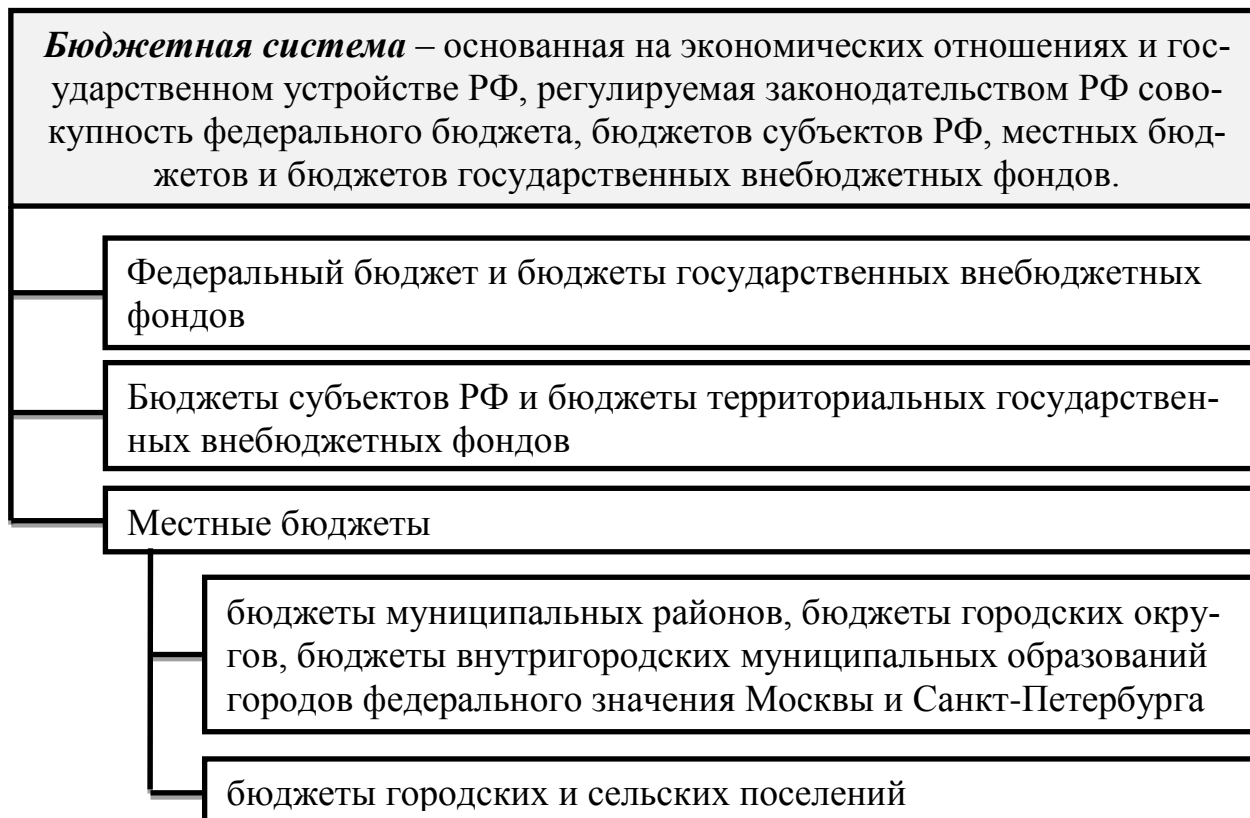 Бюджетная система – основанная на экономических отношениях и гос-
ударственном устройстве РФ, регулируемая законодательством РФ сово-
купность федерального бюджета, бюджетов субъектов РФ, местных бюд-
жетов и бюджетов государственных внебюджетных фондов.
Федеральный бюджет и бюджеты государственных внебюджетных
фондов
Бюджеты субъектов РФ и бюджеты территориальных государствен-
ных внебюджетных фондов
Местные бюджеты
бюджеты муниципальных районов, бюджеты городских окру-
гов, бюджеты внутригородских муниципальных образований
городов федерального значения Москвы и Санкт-Петербурга
бюджеты городских и сельских поселений